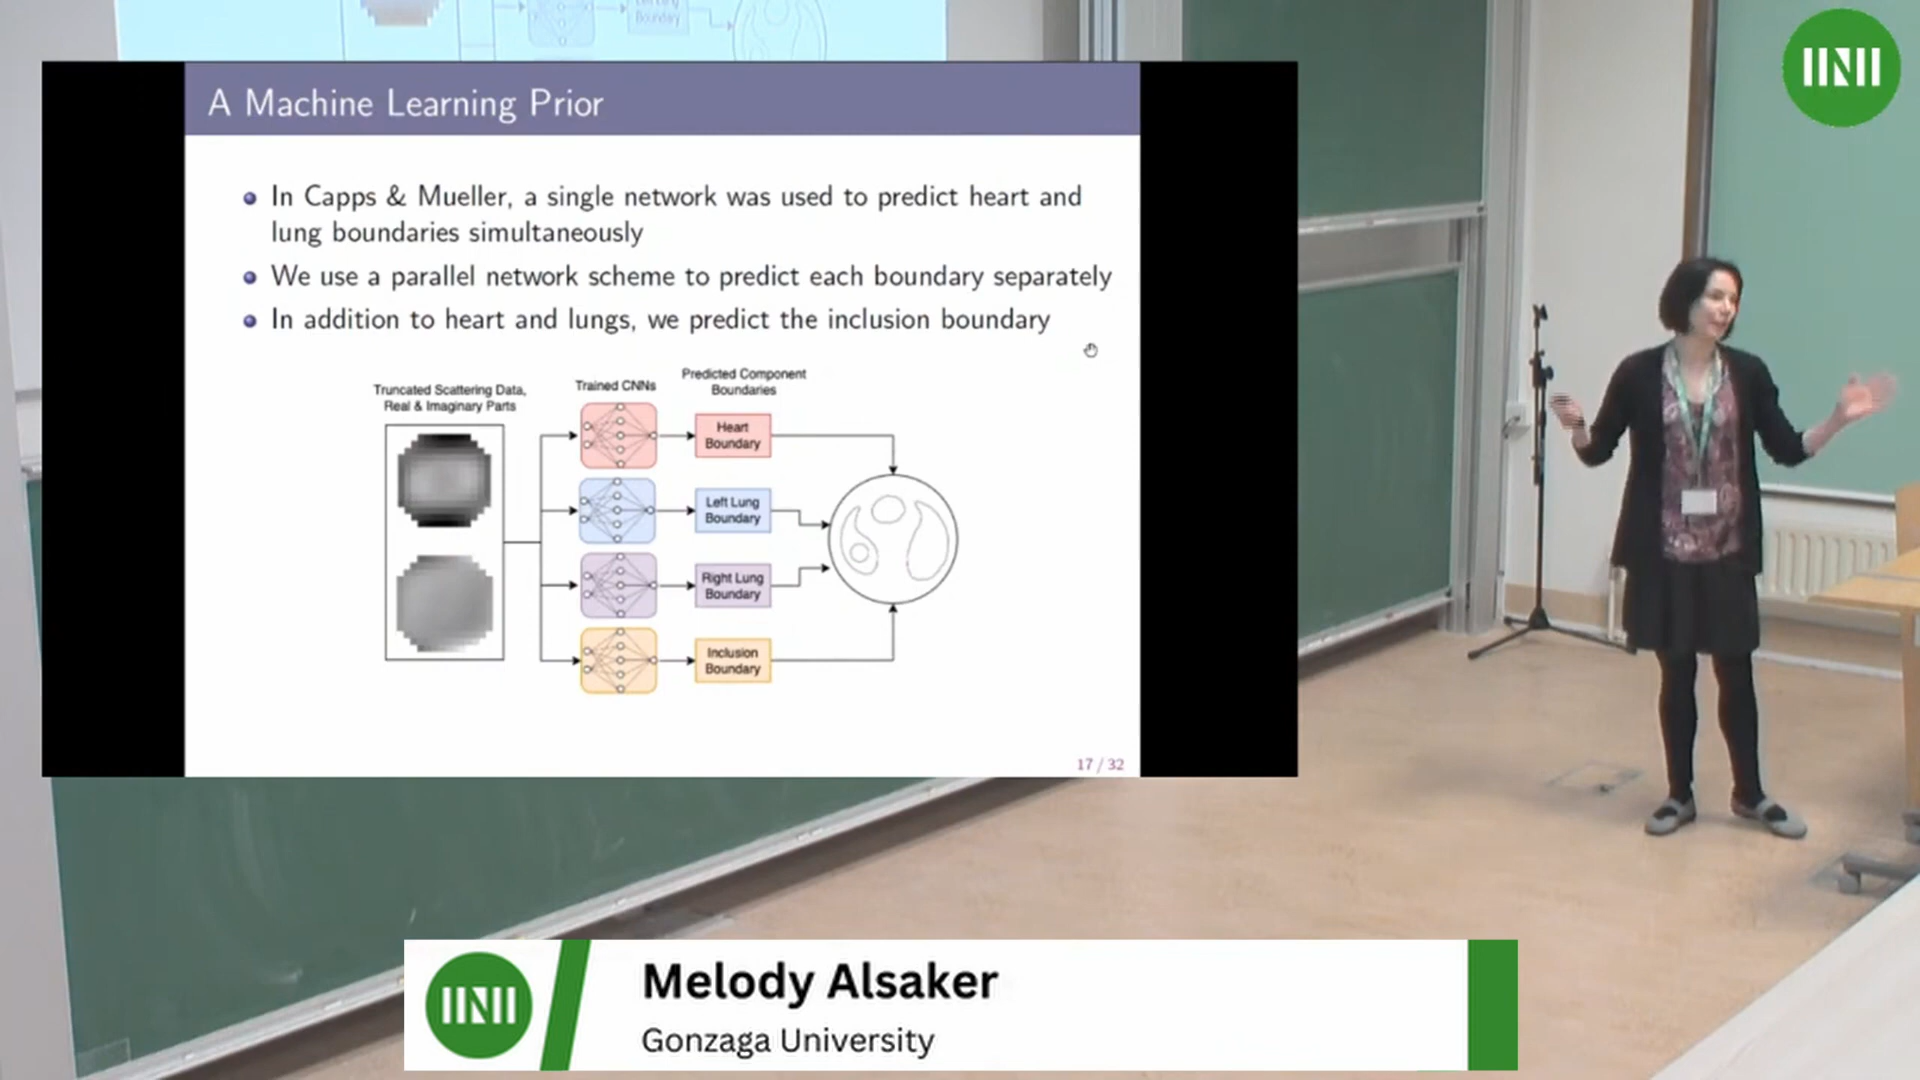 Boundary
A Machine Learning Prior
In Capps & Mueller, a single network was used to predict heart and
lung boundaries simultaneously
We use a parallel network scheme to predict each boundary separately
In addition to heart and lungs, we predict the inclusion boundary
Truncated Scattering Data,
Real & Imaginary Parts
Trained CNNs
Predicted Component
Boundaries
Heart
Boundary
Left Lung
Boundary
Right Lung
Boundary
Inclusion
Boundary
17 / 32
Melody Alsaker
Gonzaga University